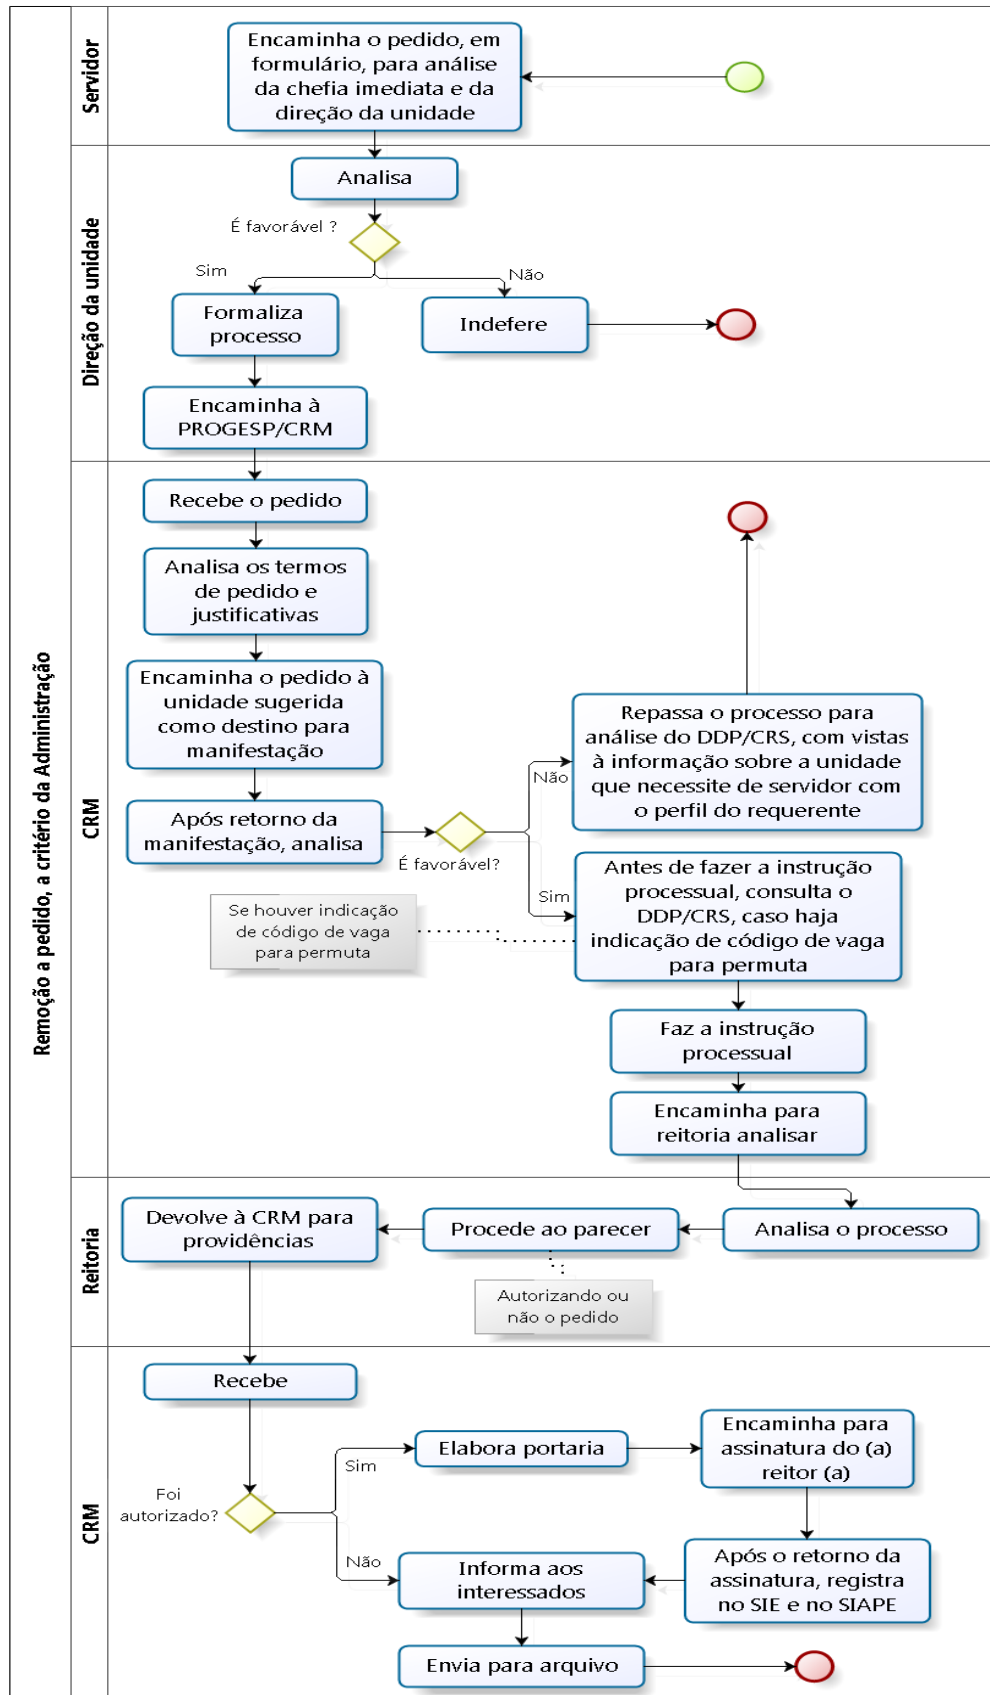 Remoção a pedido, a critério da Administração
Servidor
Encaminha o pedido, em
formulário, para análise
da chefia imediata e da
direção da unidade
Direção da unidade
Analisa
É favorável ?
Sim
Não
Formaliza
processo
Indefere
Encaminha à
PROGESP/CRM
CRM
Recebe o pedido
Analisa os termos
de pedido e
justificativas
Encaminha o pedido à
unidade sugerida
como destino para
manifestação
Após retorno da
manifestação, analisa
É favorável?
Não
Repassa o processo para
análise do DDP/CRS, com vistas
à informação sobre a unidade
que necessite de servidor com
o perfil do requerente
Sim
Antes de fazer a instrução
processual, consulta o
DDP/CRS, caso haja
indicação de código de vaga
para permuta
Se houver indicação
de código de vaga
para permuta
Faz a instrução
processual
Encaminha para
reitoria analisar
Reitoria
Devolve à CRM para
providências
Procede ao parecer
Analisa o processo
Autorizando ou
não o pedido
CRM
Recebe
Foi
autorizado?
Sim
Elabora portaria
Encaminha para
assinatura do (a)
reitor (a)
Não
Informa aos
interessados
Após o retorno da
assinatura, registra
no SIE e no SIAPE
Envia para arquivo